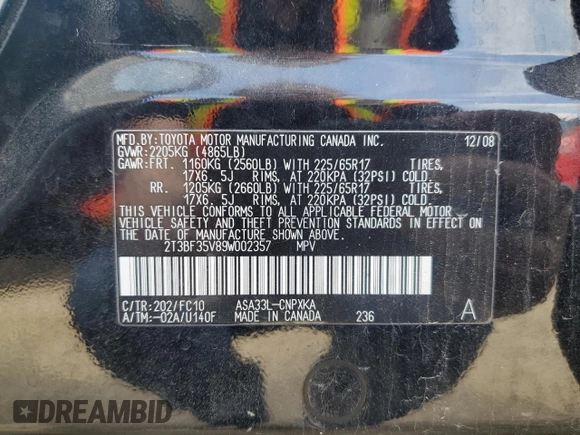 MFD.BY:TOYOTA MOTOR MANUFACTURING CANADA INC. 12/08
GVWR:2205KG (4865LB)
GAWR:FRT. 1160KG (2560LB) WITH 225/65R17 TIRES,
17X6. 5J RIMS, AT 220KPA (32PSI) COLD.
RR. 1205KG (2660LB) WITH 225/65R17 TIRES,
17X6. 5J RIMS, AT 220KPA (32PSI) COLD.
THIS VEHICLE CONFORMS TO ALL APPLICABLE FEDERAL MOTOR
VEHICLE SAFETY AND THEFT PREVENTION STANDARDS IN EFFECT ON
THE DATE OF MANUFACTURE SHOWN ABOVE.
2T3BF35V89W002357 MPV
C/TR:202/FC10 ASA33L-CNPXKA
A/TM:-02A/U140F MADE IN CANADA 236 A
DREAMBID